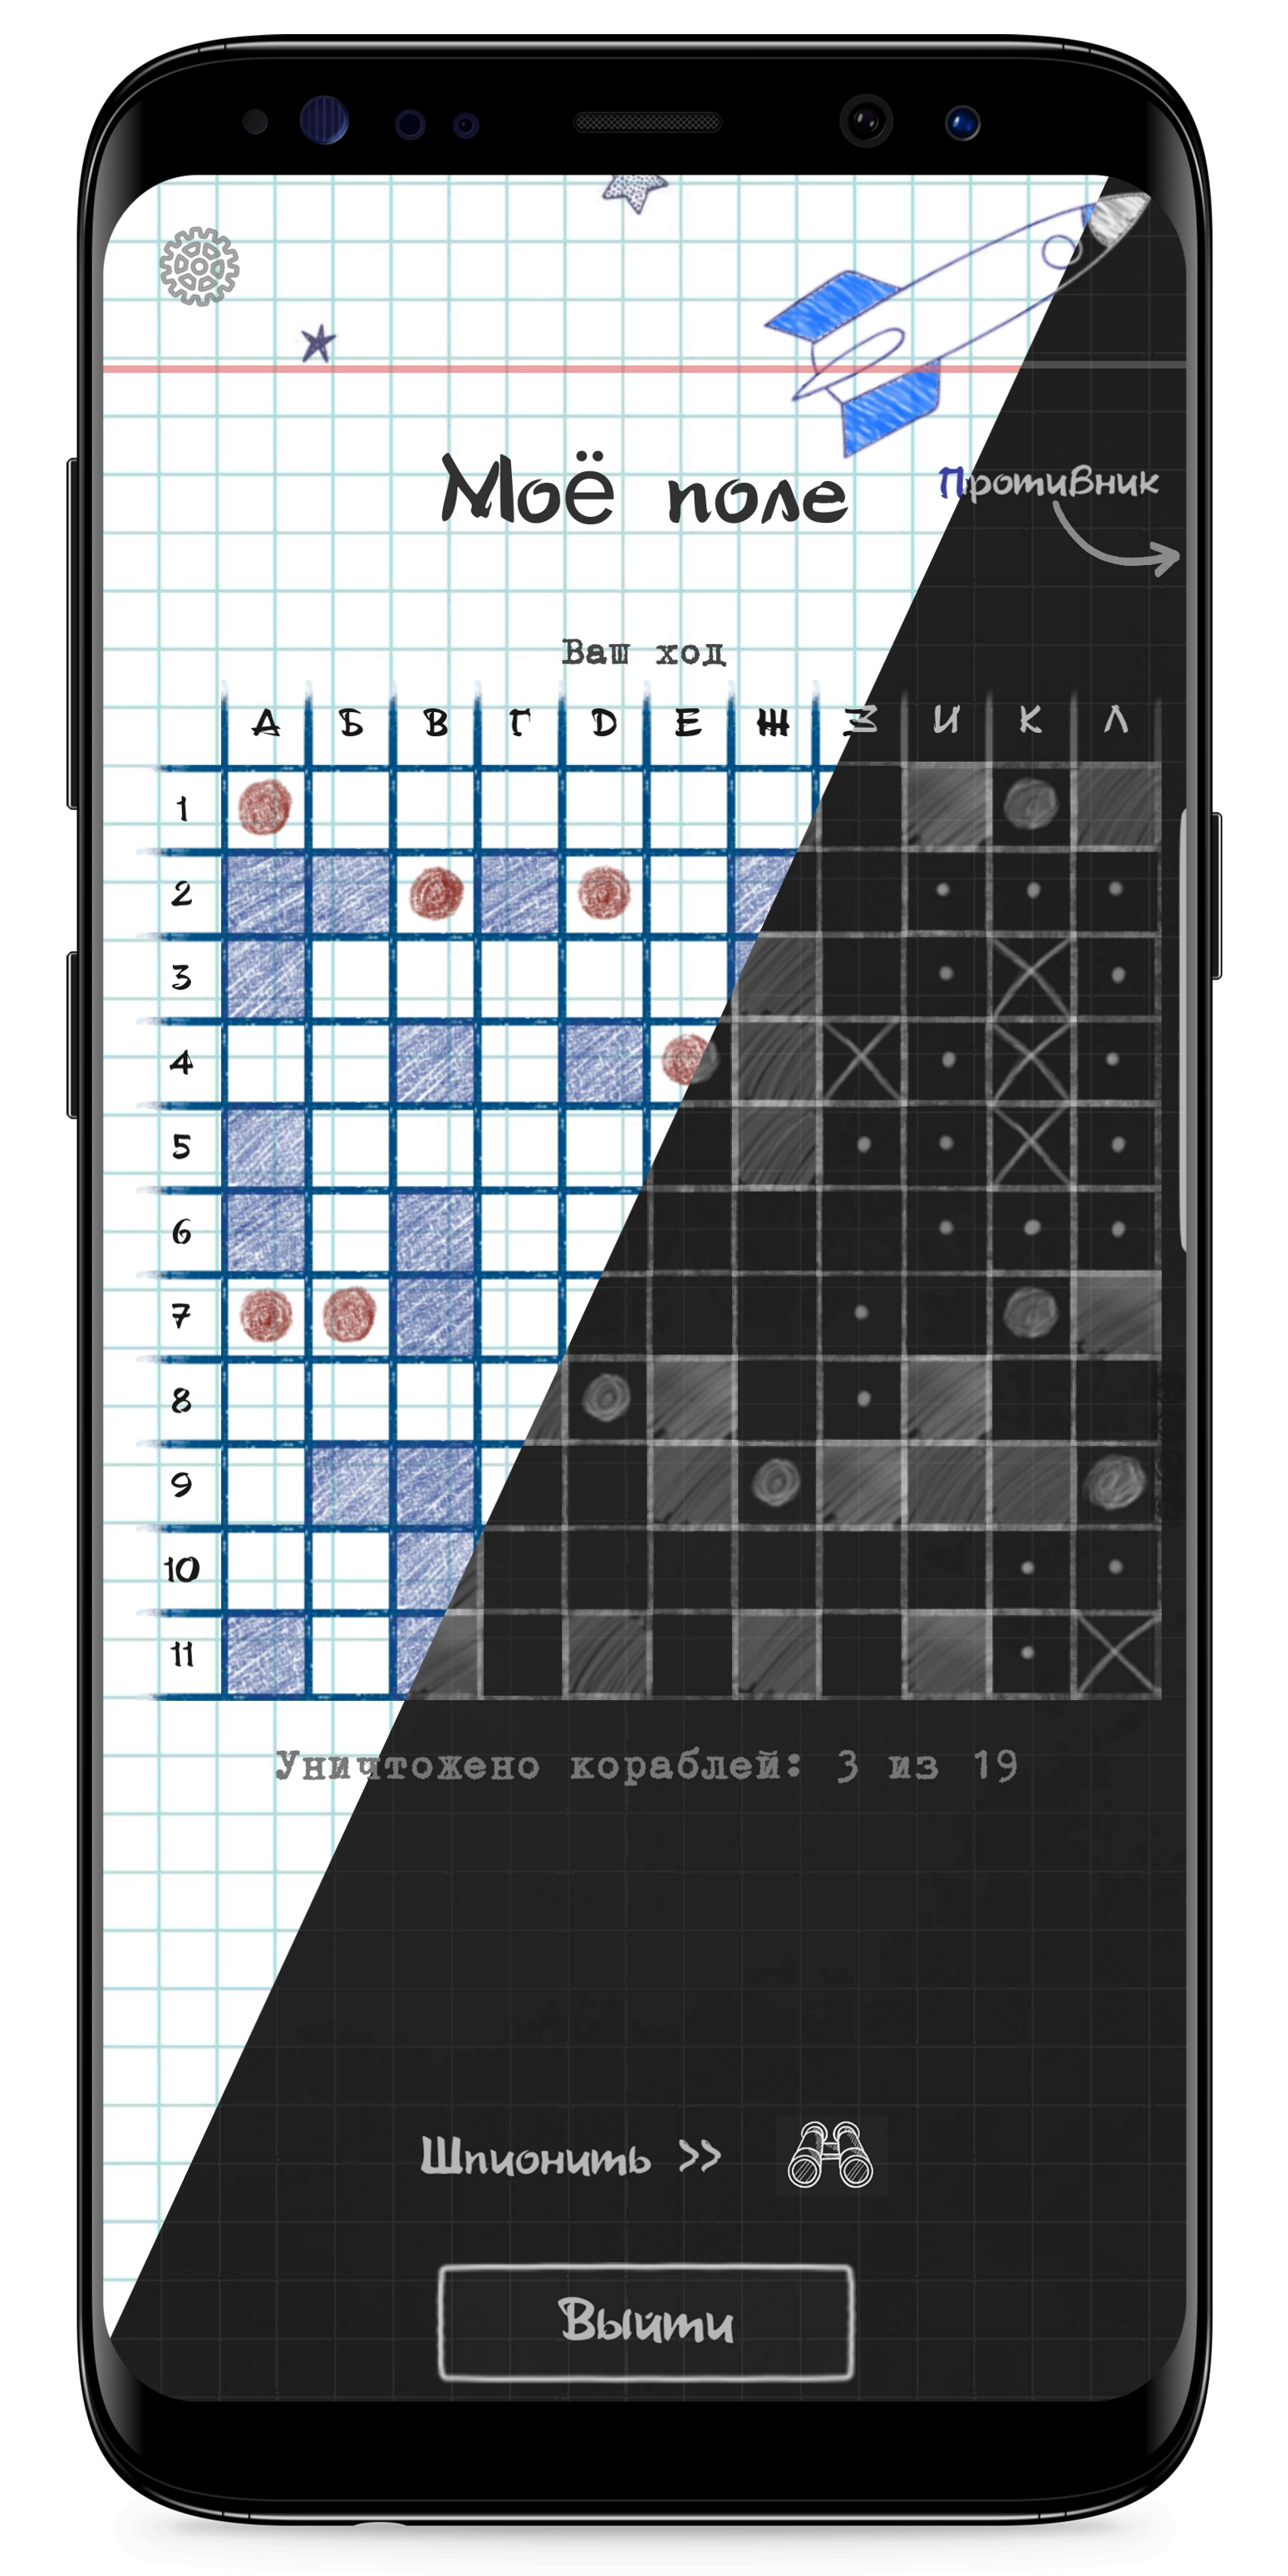 Моё поле
Противник
Ваш ход
А Б В Г D Е Ж З И К Л
1
2
3
4
5
6
7
8
9
10
11
Уничтожено кораблей: 3 из 19
Шпионить >>
Выйти